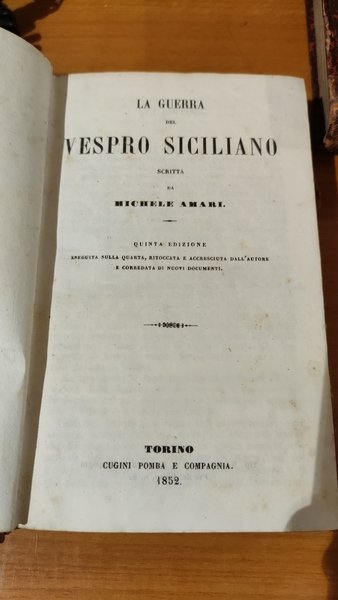 LA GUERRA
DEL
VESPRO SICILIANO
SCRITTA
DA
MICHELE AMARI.
QUINTA EDIZIONE
ESEGUITA SULLA QUARTA, RITOCCATA E ACCRESCIUTA DALL'AUTORE
E CORREDATA DI NUOVI DOCUMENTI.
TORINO
CUGINI POMBA E COMPAGNIA.
1852.